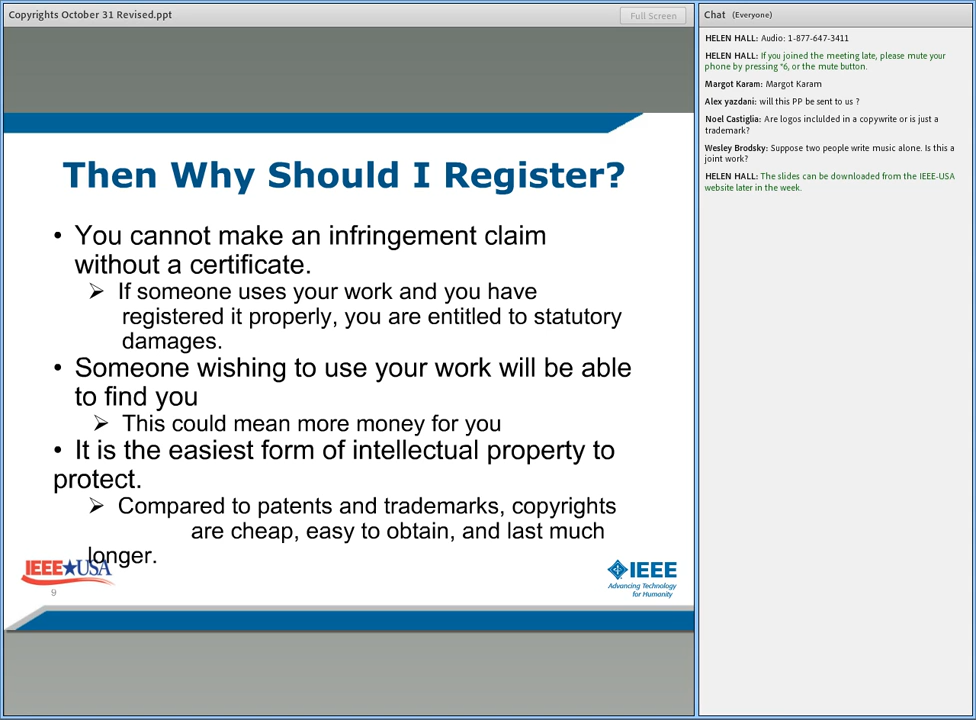 Copyrights October 31 Revised.ppt
Full Screen
Then Why Should I Register?
• You cannot make an infringement claim
without a certificate.
➢ If someone uses your work and you have
registered it properly, you are entitled to statutory
damages.
• Someone wishing to use your work will be able
to find you
➢ This could mean more money for you
• It is the easiest form of intellectual property to
protect.
➢ Compared to patents and trademarks, copyrights
are cheap, easy to obtain, and last much
longer.
IEEE★USA
9
IEEE
Advancing Technology
for Humanity
Chat (Everyone)
HELEN HALL: Audio: 1-877-647-3411
HELEN HALL: If you joined the meeting late, please mute your
phone by pressing *6, or the mute button.
Margot Karam: Margot Karam
Alex yazdani: will this PP be sent to us ?
Noel Castiglia: Are logos inclulded in a copywrite or is just a
trademark?
Wesley Brodsky: Suppose two people write music alone. Is this a
joint work?
HELEN HALL: The slides can be downloaded from the IEEE-USA
website later in the week.